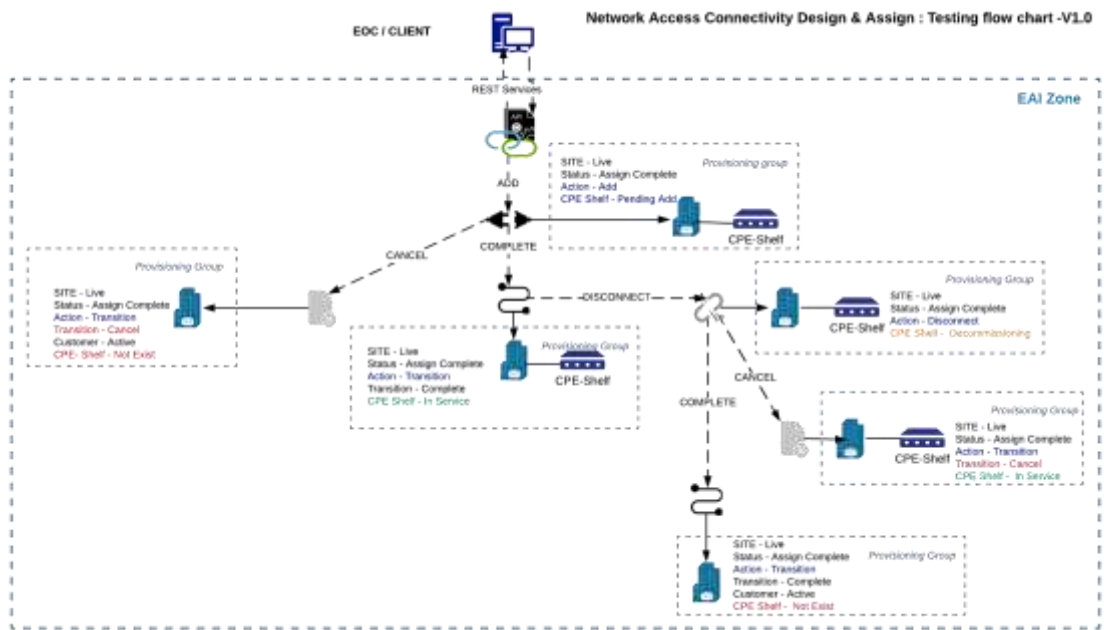 Network Access Connectivity Design & Assign : Testing flow chart -V1.0
EOC / CLIENT
REST Services
EAI Zone
API
ADD
Provisioning group
SITE - Live
Status - Assign Complete
Action - Add
CPE Shelf - Pending Add
CPE-Shelf
CANCEL
COMPLETE
Provisioning Group
SITE - Live
Status - Assign Complete
Action - Transition
Transition - Cancel
Customer - Active
CPE- Shelf - Not Exist
DISCONNECT
Provisioning Group
SITE - Live
Status - Assign Complete
Action - Disconnect
CPE Shelf - Decommissioning
CPE-Shelf
Provisioning Group
SITE - Live
Status - Assign Complete
Action - Transition
Transition - Complete
CPE Shelf - In Service
CPE-Shelf
CANCEL
COMPLETE
Provisioning Group
SITE - Live
Status - Assign Complete
Action - Transition
Transition - Cancel
CPE Shelf - In Service
CPE-Shelf
Provisioning Group
SITE - Live
Status - Assign Complete
Action - Transition
Transition - Complete
Customer - Active
CPE Shelf - Not Exist